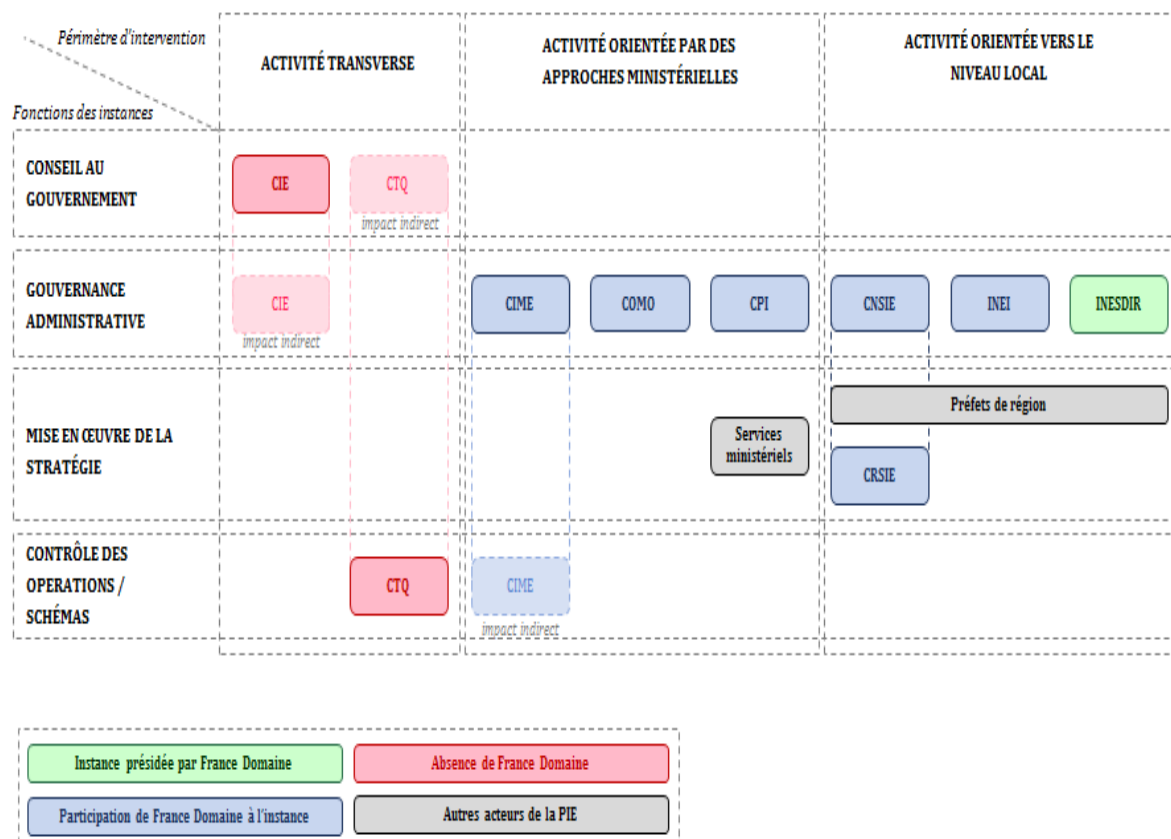 Périmètre d'intervention
Fonctions des instances
ACTIVITÉ TRANSVERSE
ACTIVITÉ ORIENTÉE PAR DES
APPROCHES MINISTÉRIELLES
ACTIVITÉ ORIENTÉE VERS LE
NIVEAU LOCAL
CONSEIL AU
GOUVERNEMENT
CIE
CTQ
impact indirect
GOUVERNANCE
ADMINISTRATIVE
CIE
impact indirect
CIME
COMO
CPI
CNSIE
INEI
INESDIR
MISE EN ŒUVRE DE LA
STRATÉGIE
Services
ministériels
Préfets de région
CRSIE
CONTRÔLE DES
OPERATIONS /
SCHÉMAS
CTQ
CIME
impact indirect
Instance présidée par France Domaine
Absence de France Domaine
Participation de France Domaine à l'instance
Autres acteurs de la PIE